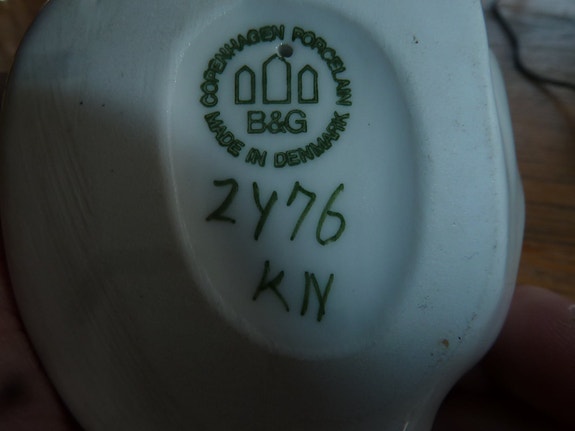 COPENHAGEN PORCELAIN
B&G
MADE IN DENMARK
2476
KN